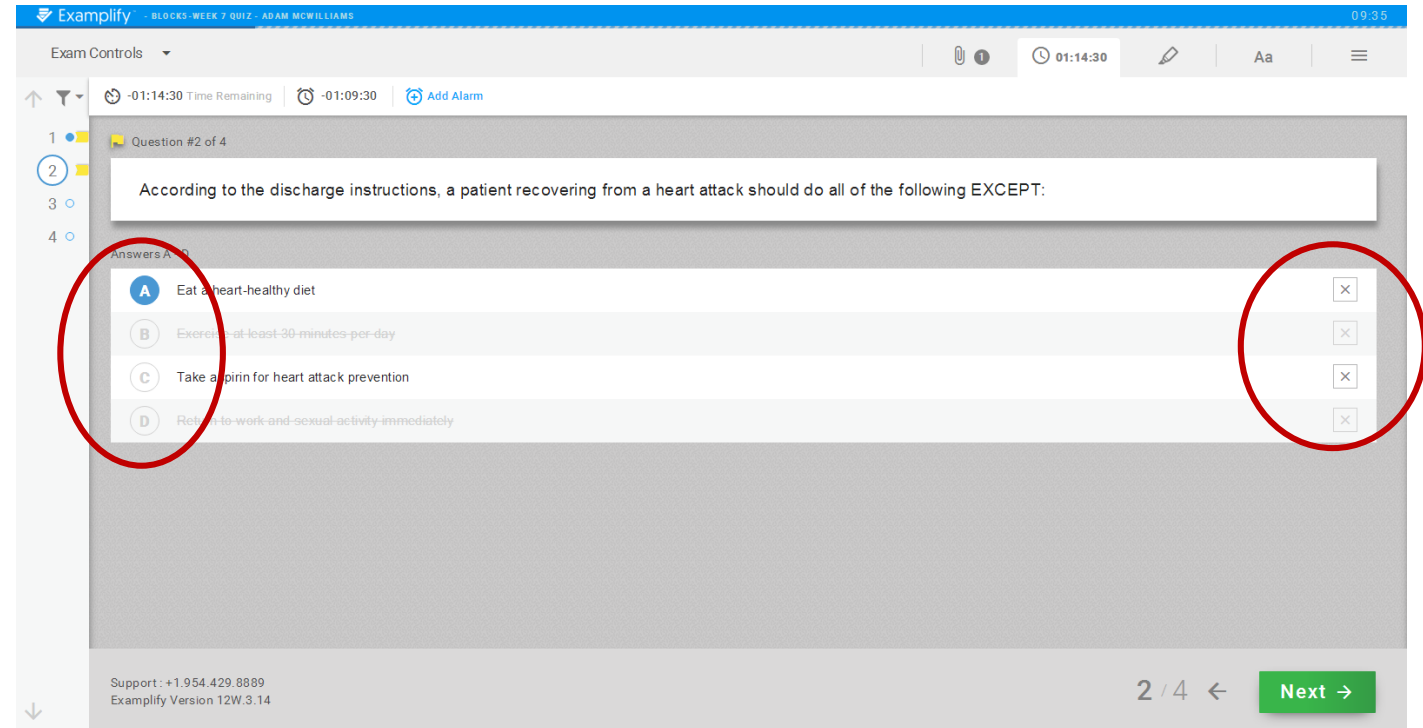 Examplify - BLOCKS-WEEK 7 QUIZ - ADAM MCWILLIAMS 09:35
Exam Controls 1 01:14:30 Aa
-01:14:30 Time Remaining -01:09:30 Add Alarm
1
2
3
4
Question #2 of 4
According to the discharge instructions, a patient recovering from a heart attack should do all of the following EXCEPT:
Answers A - D
A Eat a heart-healthy diet
B Exercise at least 30 minutes per day
C Take aspirin for heart attack prevention
D Return to work and sexual activity immediately
Support : +1.954.429.8889
Examplify Version 12W.3.14
2 / 4 Next